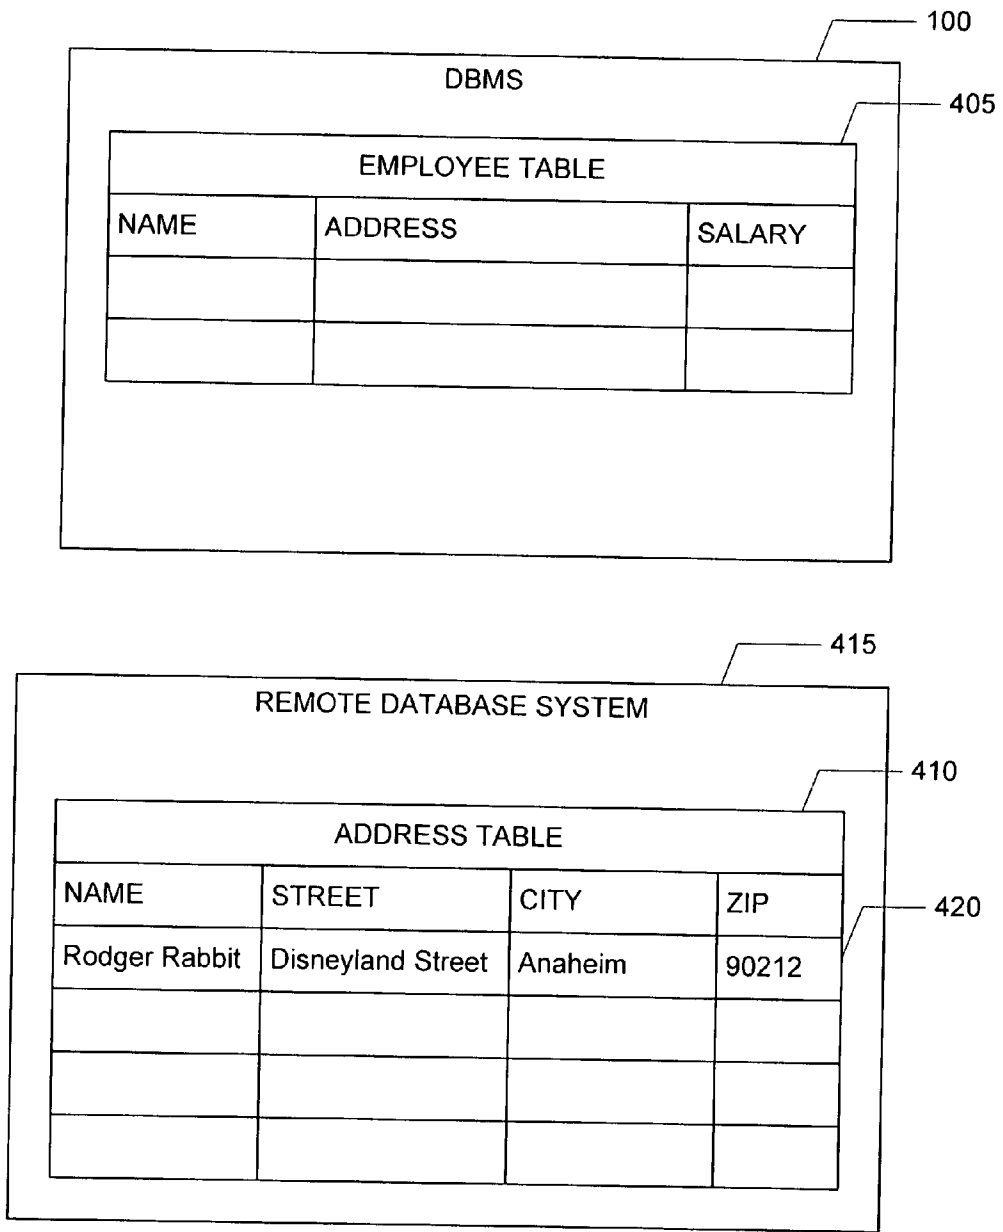 100
DBMS
405
EMPLOYEE TABLE
NAME ADDRESS SALARY
415
REMOTE DATABASE SYSTEM
410
ADDRESS TABLE
NAME STREET CITY ZIP
420
Rodger Rabbit Disneyland Street Anaheim 90212